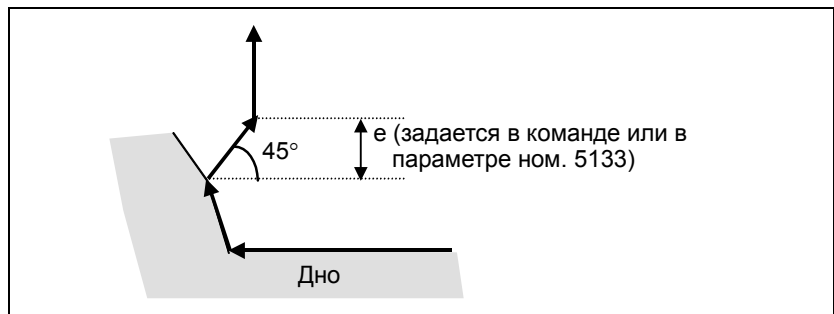 45°
e (задается в команде или в
параметре ном. 5133)
Дно